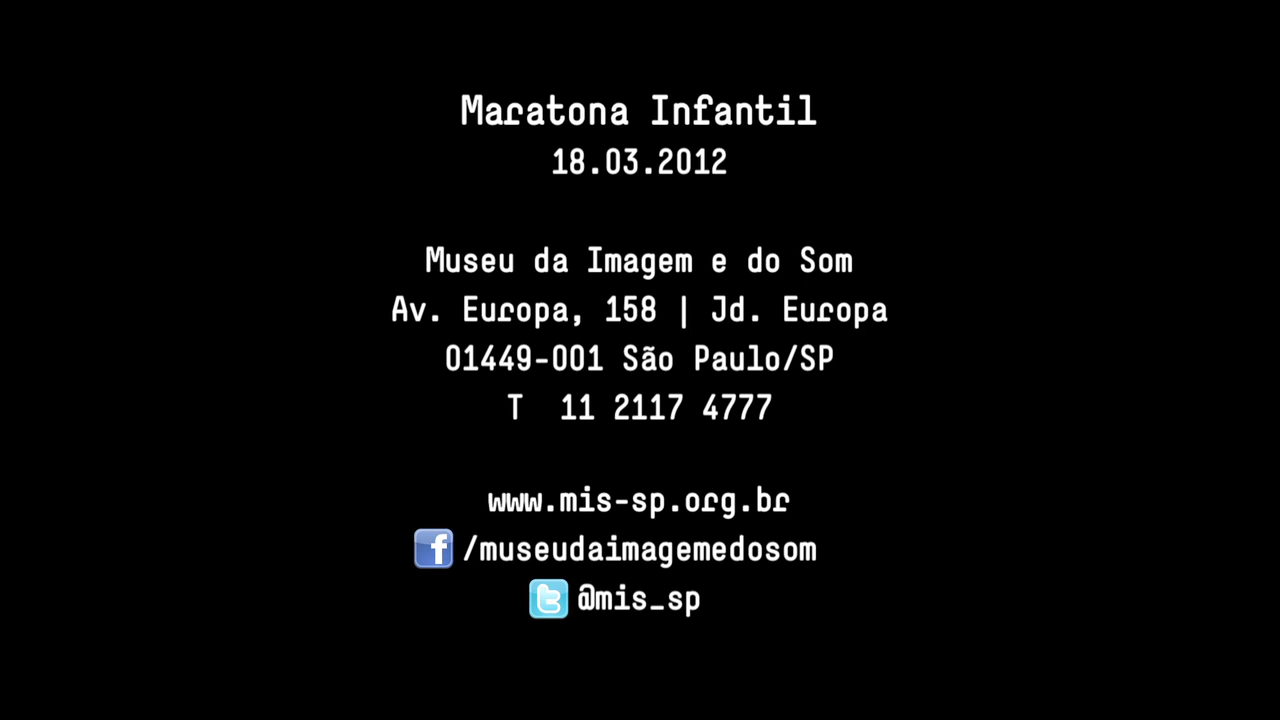 Maratona Infantil
18.03.2012
Museu da Imagem e do Som
Av. Europa, 158 | Jd. Europa
01449-001 São Paulo/SP
T 11 2117 4777
www.mis-sp.org.br
f /museudaimagemedosom
t @mis_sp